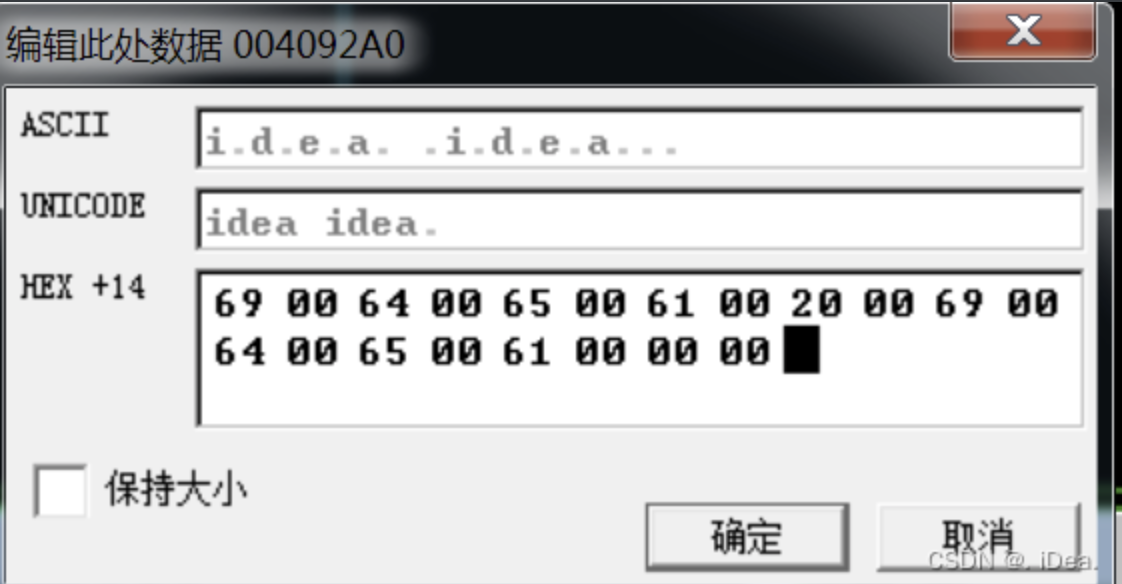 编辑此处数据 004092A0
X
ASCII
i.d.e.a. .i.d.e.a...
UNICODE
idea idea.
HEX +14
69 00 64 00 65 00 61 00 20 00 69 00
64 00 65 00 61 00 00 00
保持大小
确定
取消
CSDN @. iDea.